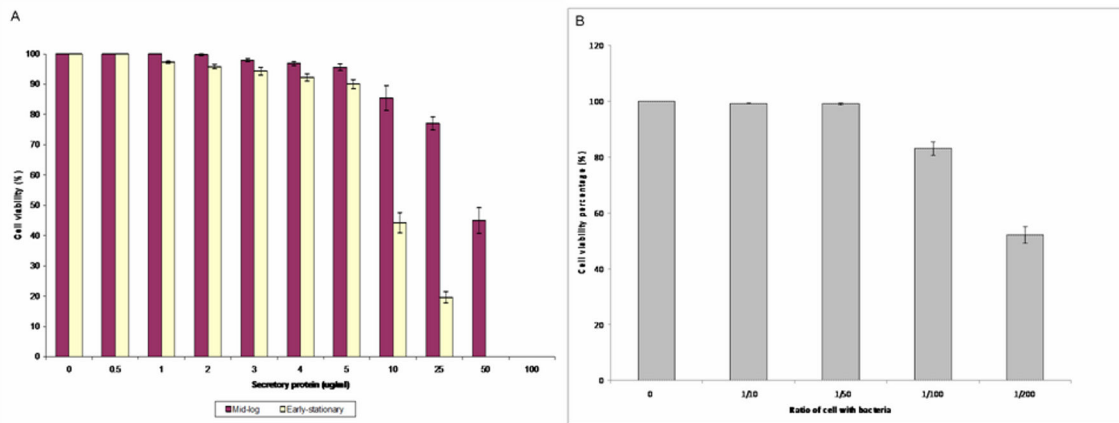 A
Cell viability (%)
100
90
80
70
60
50
40
30
20
10
0
0 0.5 1 2 3 4 5 10 25 50 100
Secretory protein (ug/ml)
Mid-log Early-stationary
B
Cell viability percentage (%)
120
100
80
60
40
20
0
0 1/10 1/50 1/100 1/200
Ratio of cell with bacteria